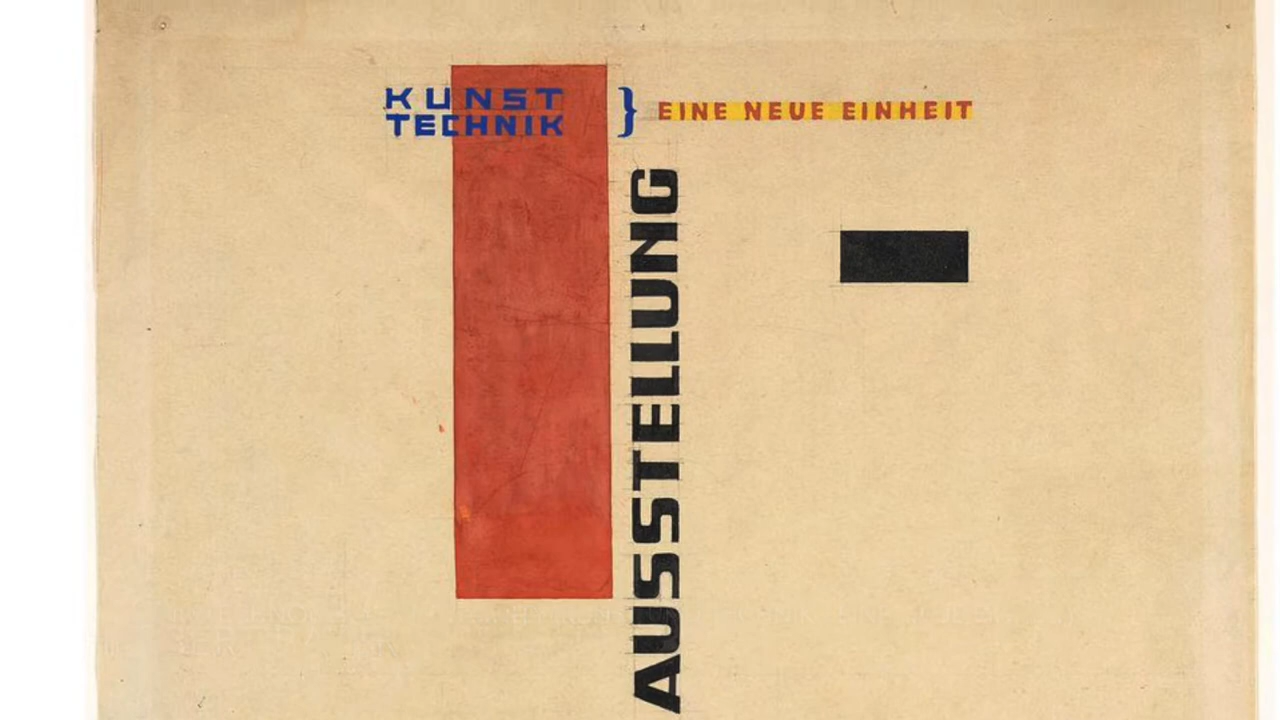 KUNST
TECHNIK
} EINE NEUE EINHEIT
AUSSTELLUNG